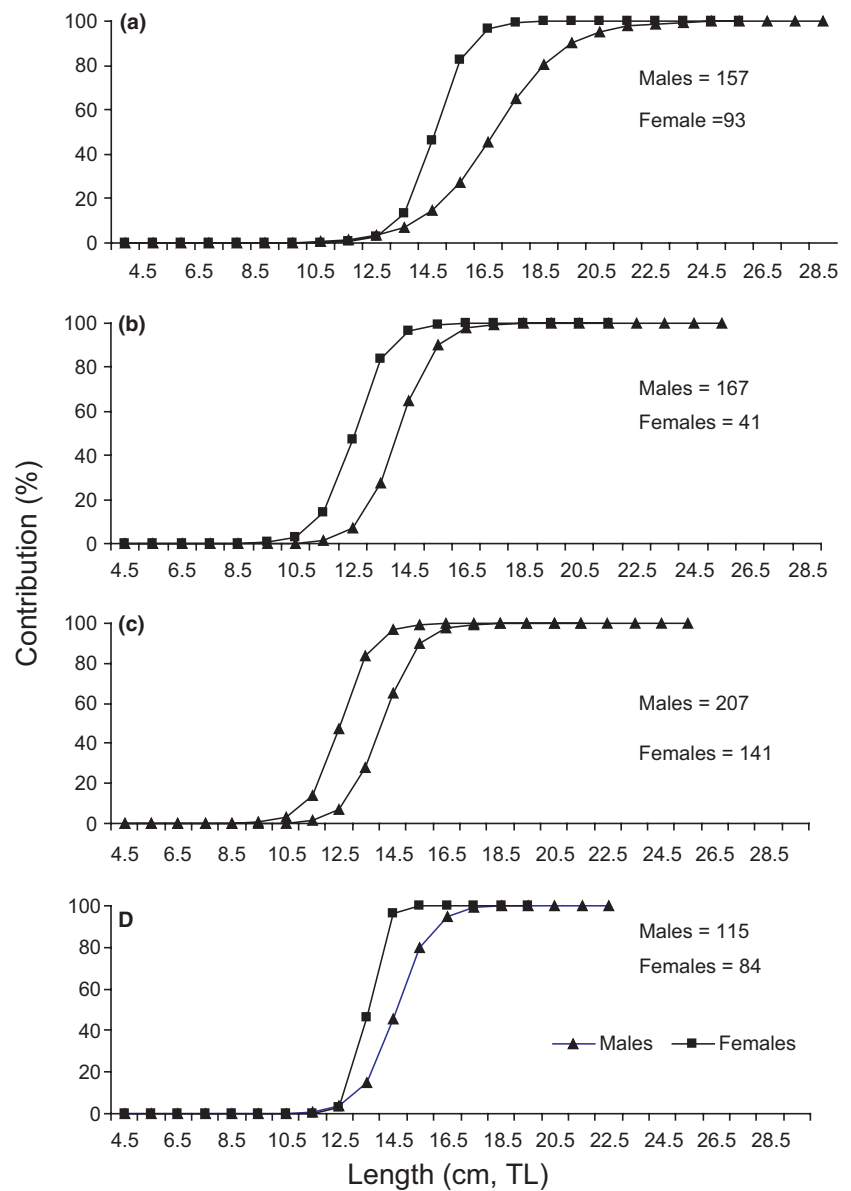 (a)
100
80
60
40
20
0
Males = 157
Female =93
4.5 6.5 8.5 10.5 12.5 14.5 16.5 18.5 20.5 22.5 24.5 26.5 28.5
(b)
100
80
60
40
20
0
Males = 167
Females = 41
4.5 6.5 8.5 10.5 12.5 14.5 16.5 18.5 20.5 22.5 24.5 26.5 28.5
Contribution (%)
(c)
100
80
60
40
20
0
Males = 207
Females = 141
4.5 6.5 8.5 10.5 12.5 14.5 16.5 18.5 20.5 22.5 24.5 26.5 28.5
D
100
80
60
40
20
0
Males = 115
Females = 84
Males Females
4.5 6.5 8.5 10.5 12.5 14.5 16.5 18.5 20.5 22.5 24.5 26.5 28.5
Length (cm, TL)